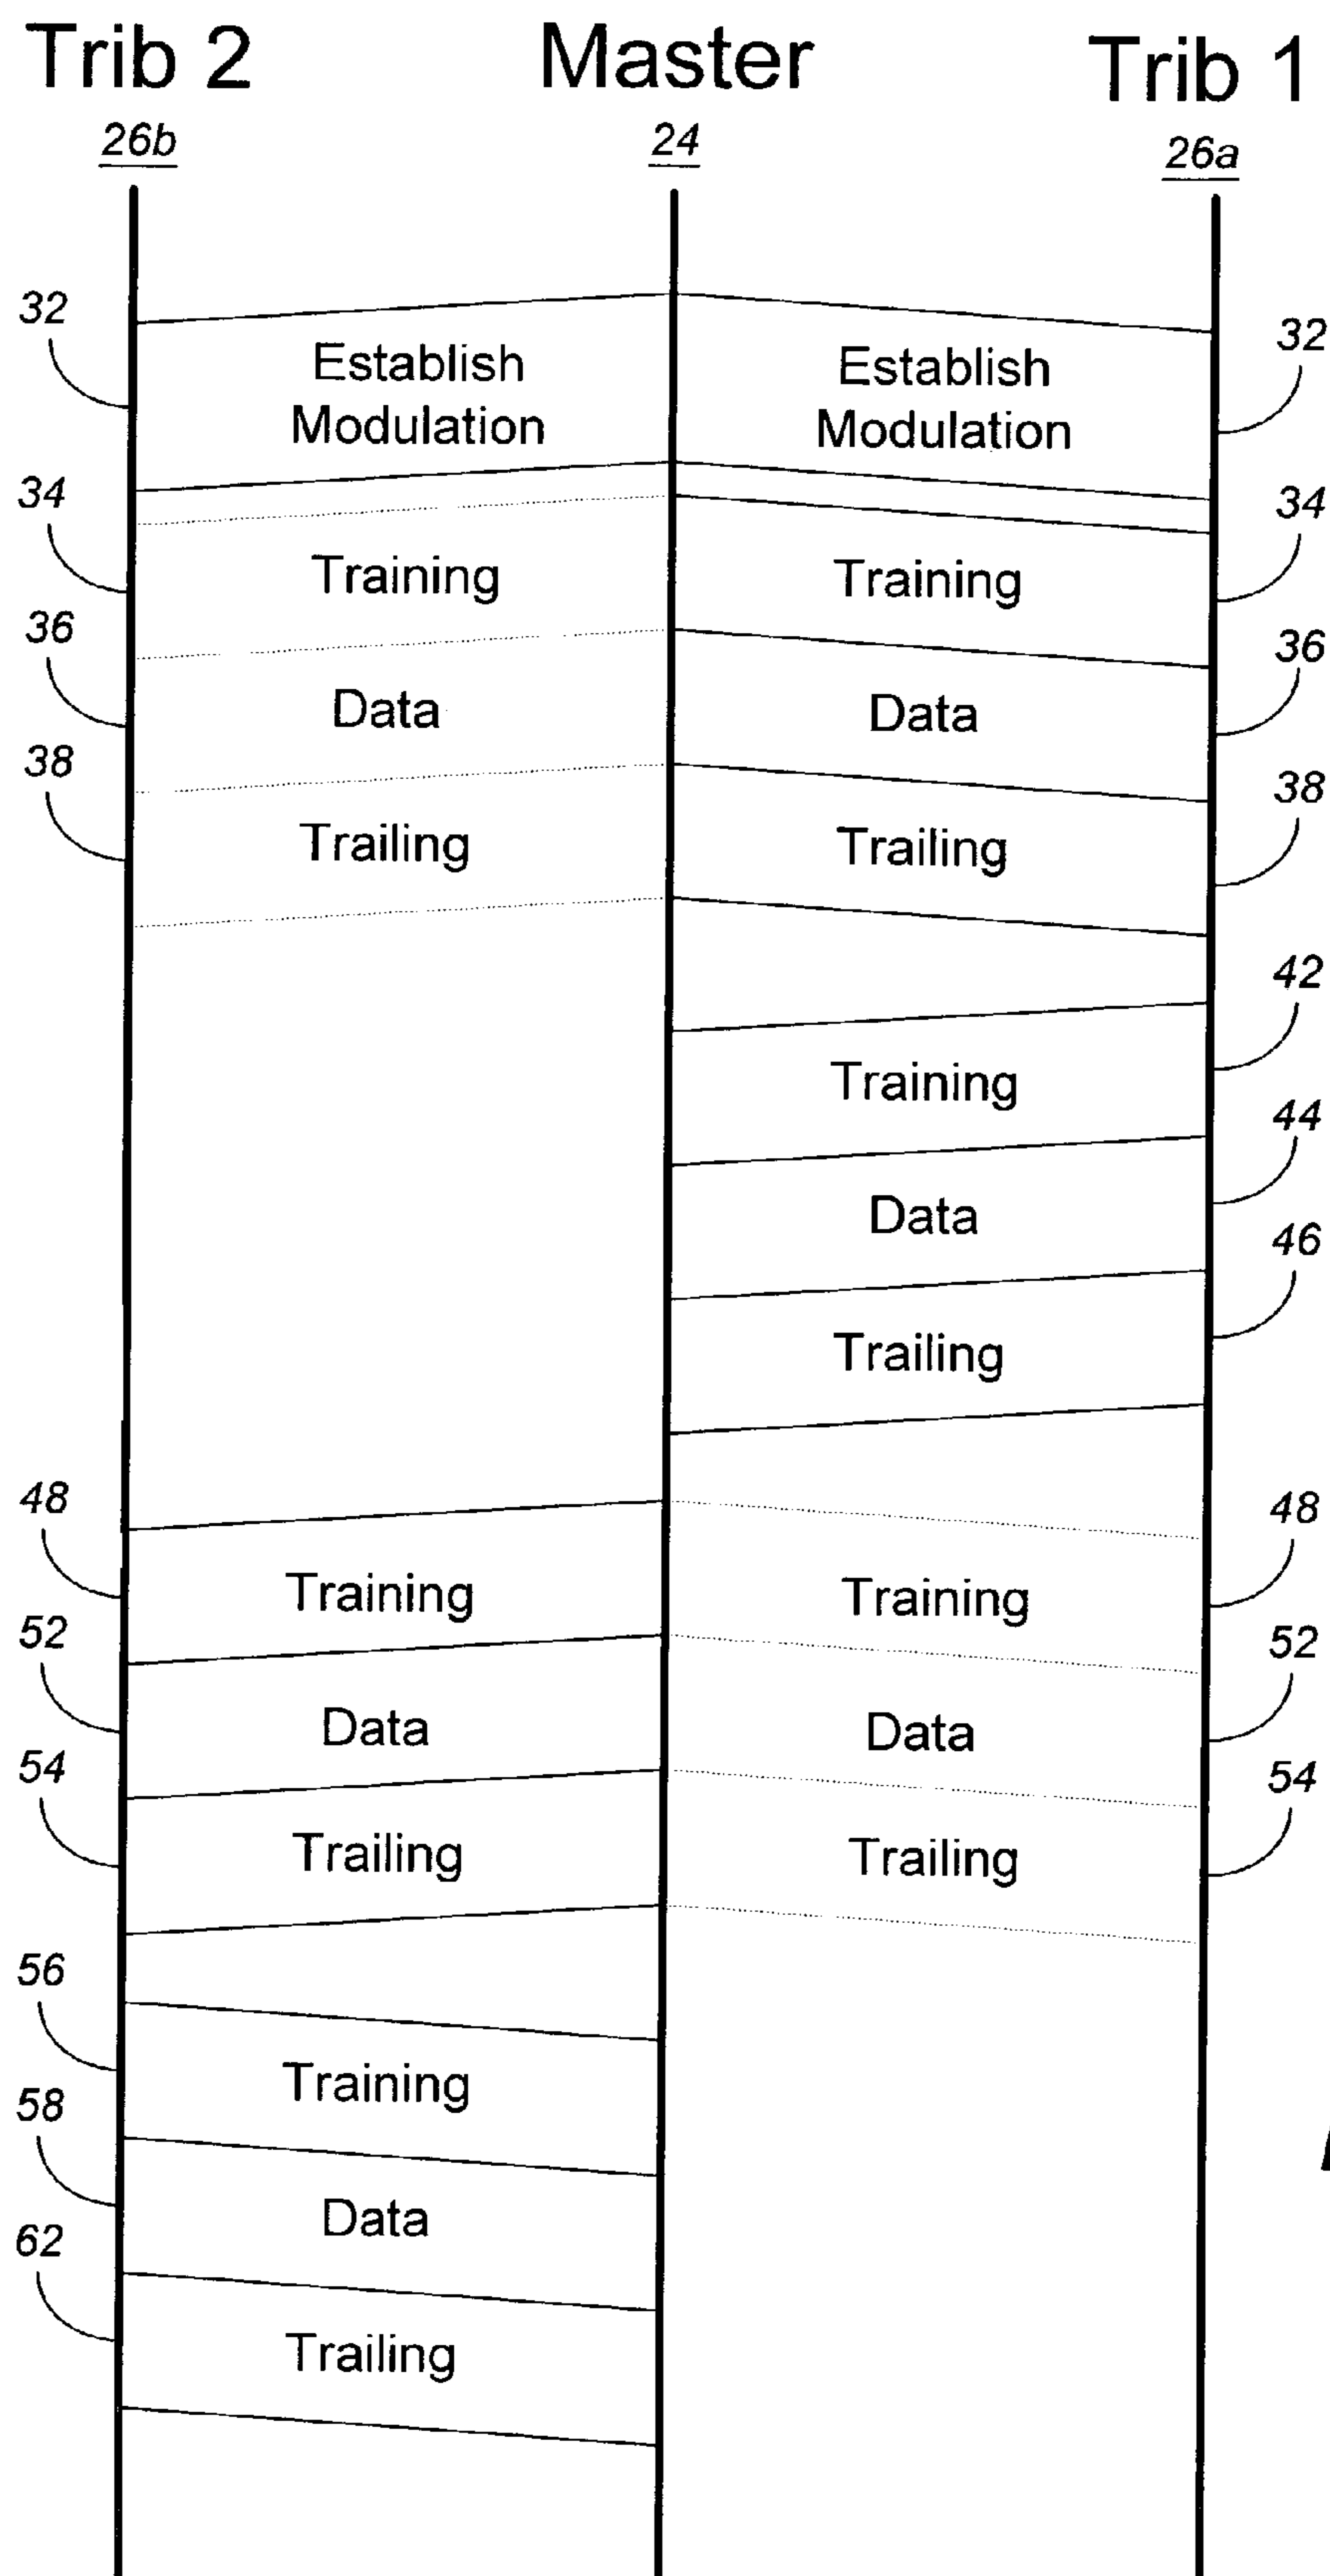 Trib 2 Master Trib 1
26b 24 26a
32 Establish Establish 32
Modulation Modulation
34 Training Training 34
36 Data Data 36
38 Trailing Trailing 38
42
Training
44
Data
46
Trailing
48 48
Training Training
52 52
Data Data
54 54
Trailing Trailing
56
Training
58
Data
62
Trailing